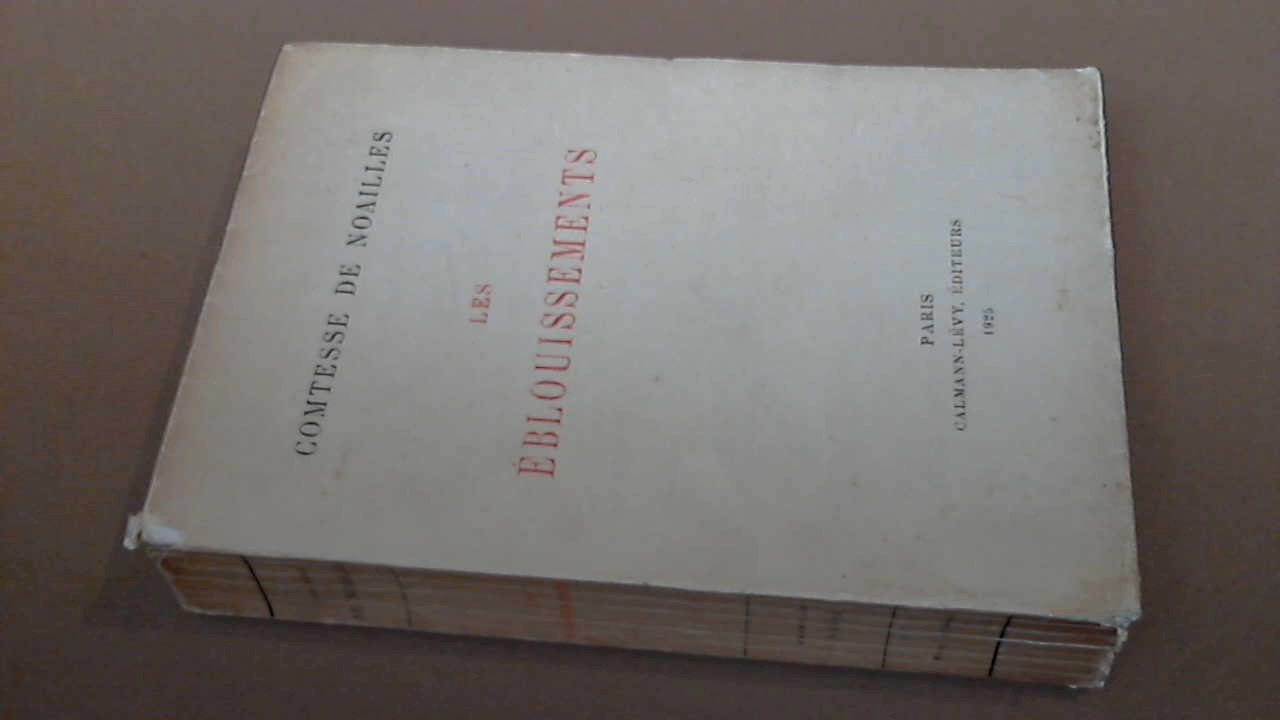 COMTESSE DE NOAILLES
LES
ÉBLOUISSEMENTS
PARIS
CALMANN-LÉVY, ÉDITEURS
1925